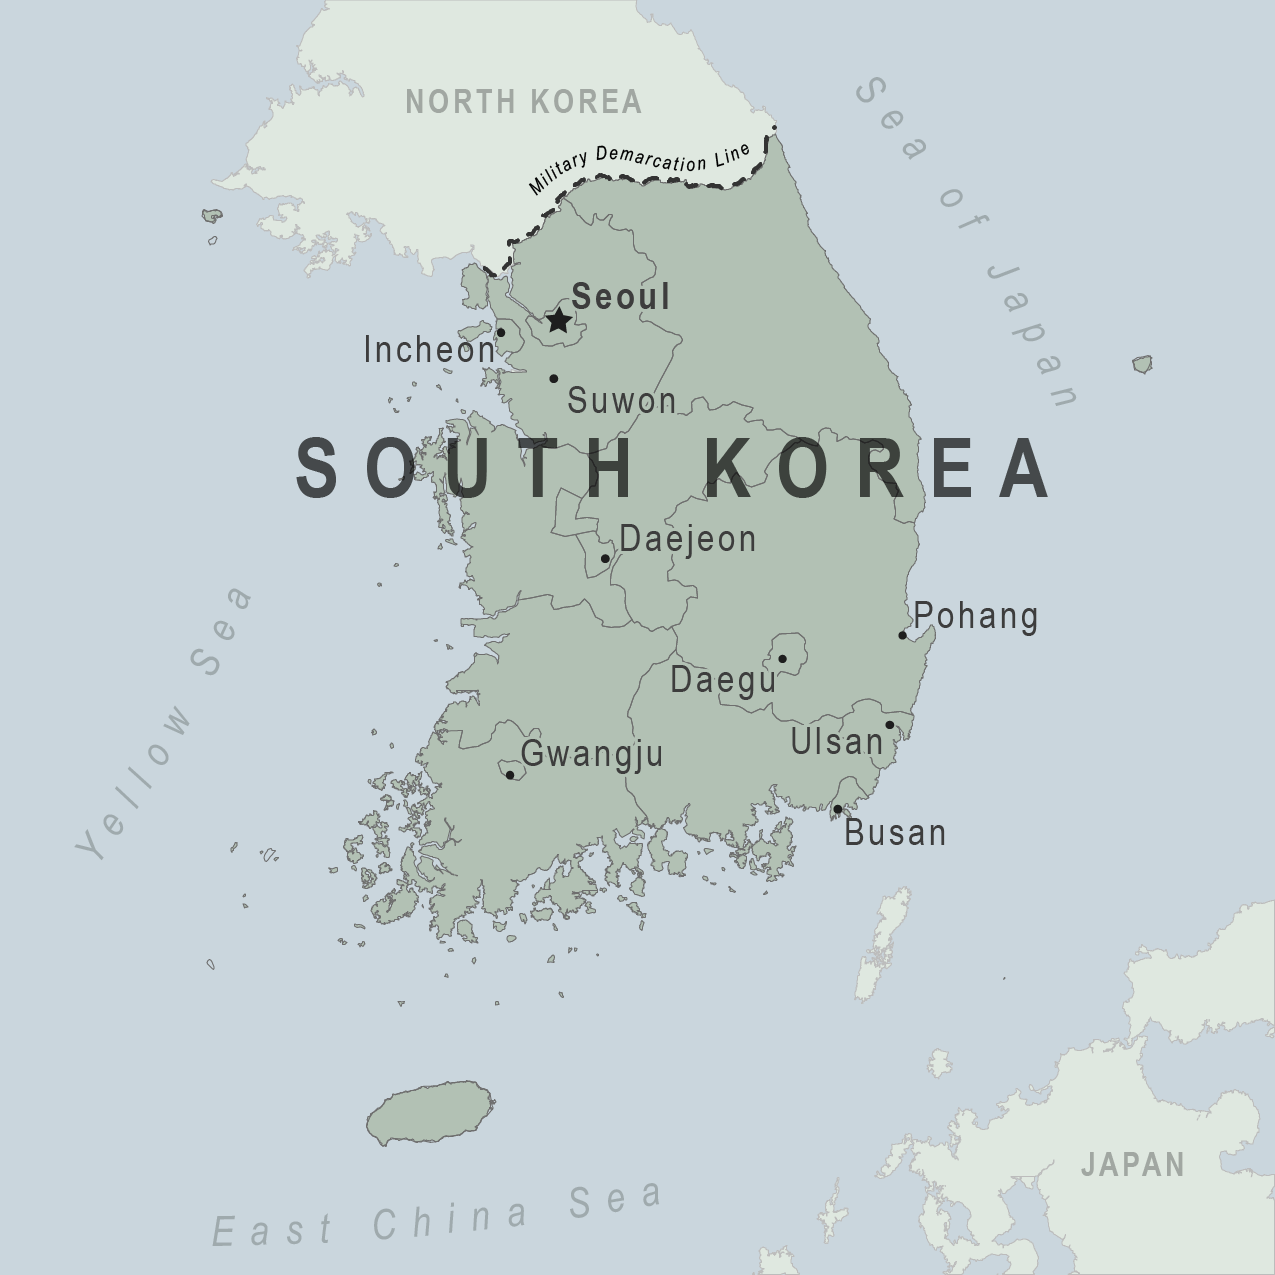 NORTH KOREA
Sea of Japan
Military Demarcation Line
Seoul
Incheon
Suwon
SOUTH KOREA
Daejeon
Yellow Sea
Pohang
Daegu
Ulsan
Gwangju
Busan
JAPAN
East China Sea